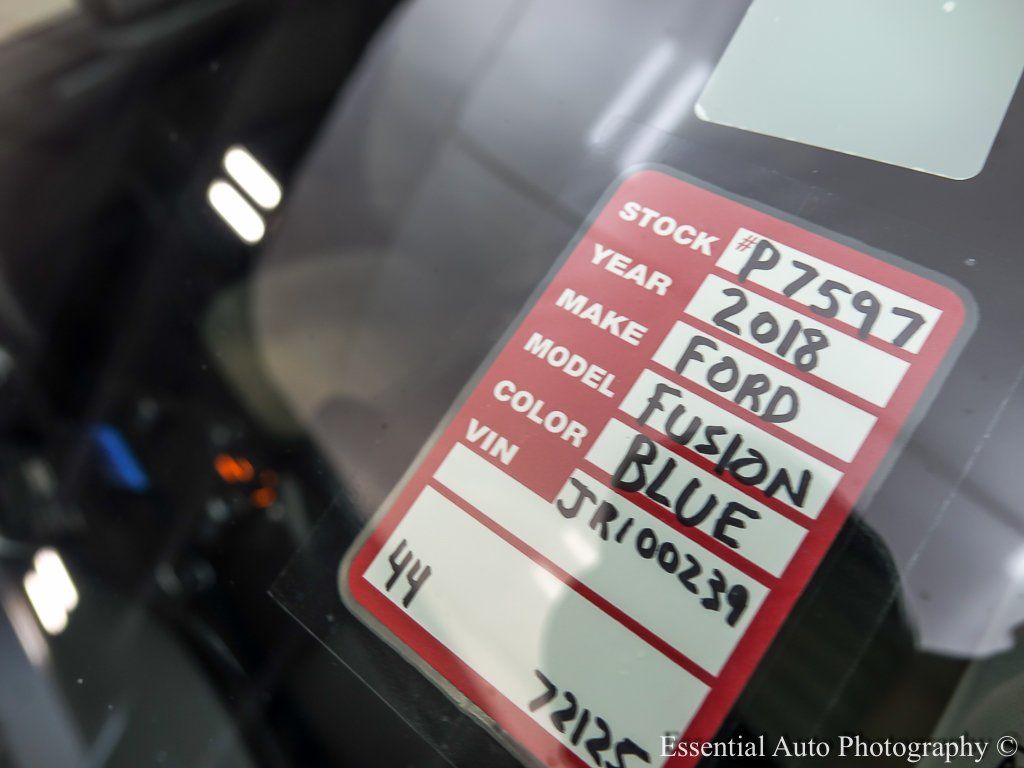 STOCK #P7597
YEAR 2018
MAKE FORD
MODEL FUSION
COLOR BLUE
VIN JR100239
44
72125
Essential Auto Photography ©